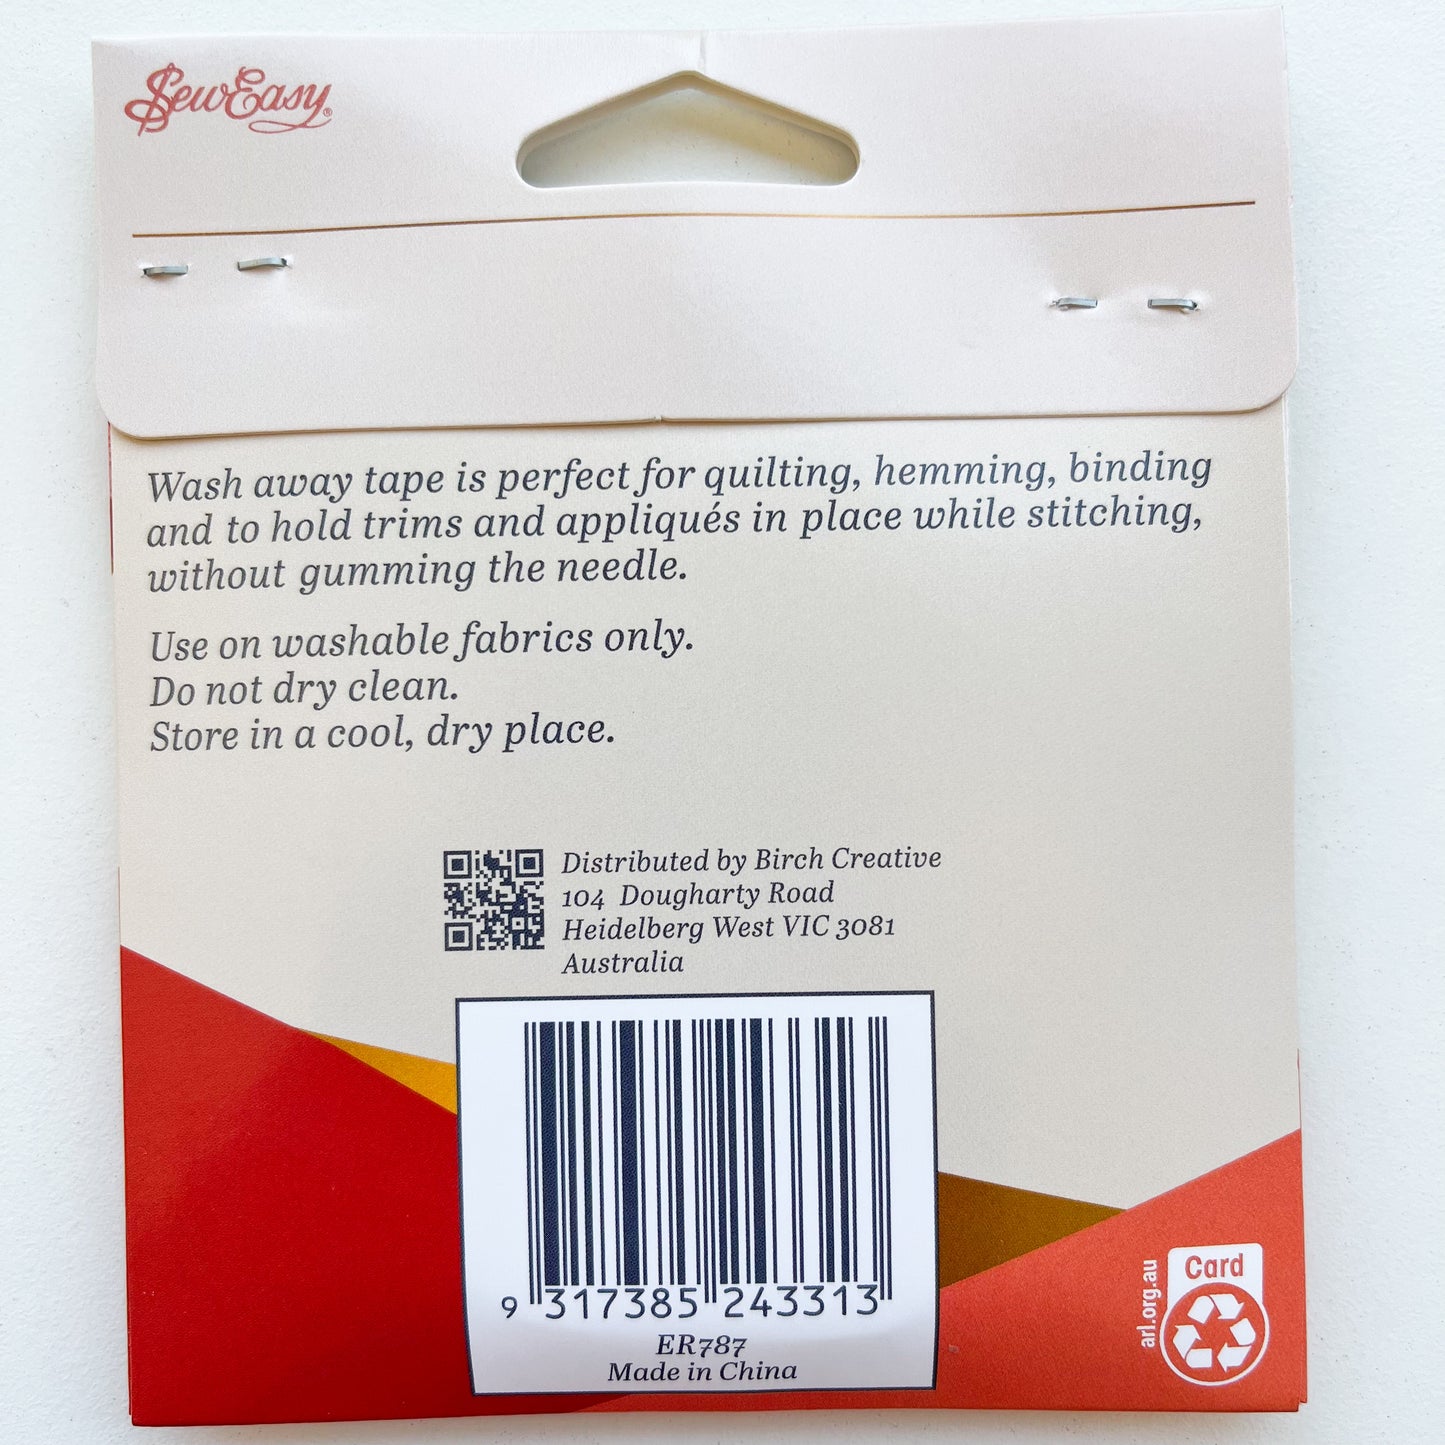 SewEasy®
Wash away tape is perfect for quilting, hemming, binding
and to hold trims and appliqués in place while stitching,
without gumming the needle.
Use on washable fabrics only.
Do not dry clean.
Store in a cool, dry place.
Distributed by Birch Creative
104 Dougharty Road
Heidelberg West VIC 3081
Australia
9 317385 243313
ER787
Made in China
Card
arl.org.au